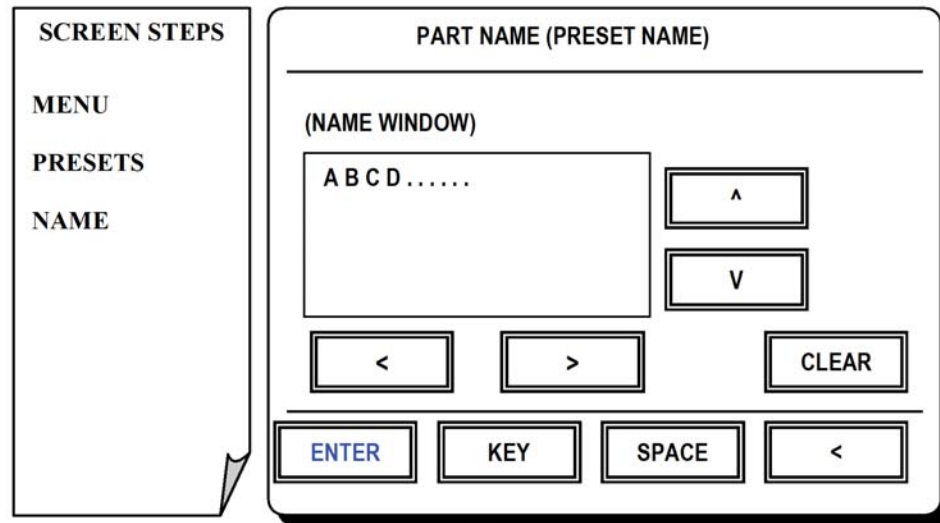 SCREEN STEPS
MENU
PRESETS
NAME
PART NAME (PRESET NAME)
(NAME WINDOW)
A B C D . . . . . .
^
V
< > CLEAR
ENTER KEY SPACE <